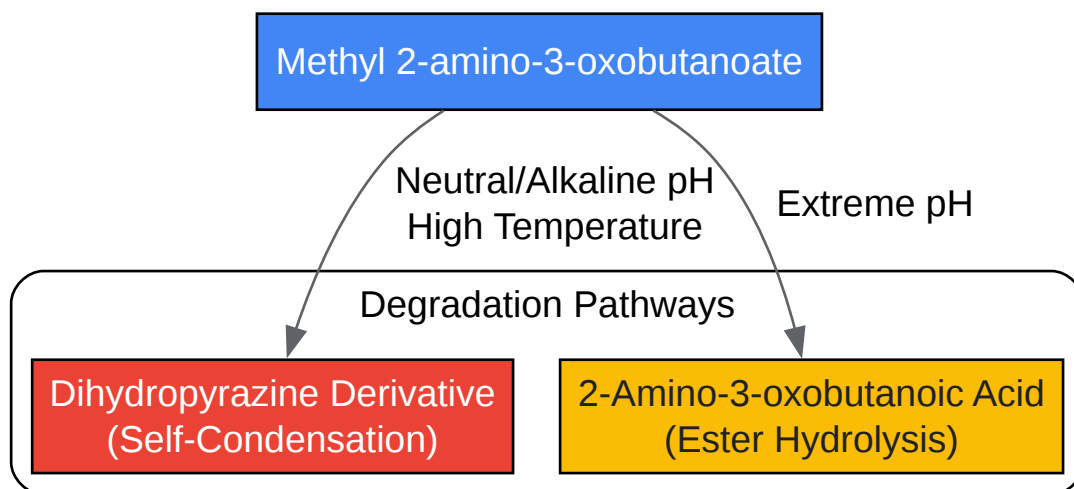 Methyl 2-amino-3-oxobutanoate
Neutral/Alkaline pH
High Temperature
Extreme pH
Degradation Pathways
Dihydropyrazine Derivative
(Self-Condensation)
2-Amino-3-oxobutanoic Acid
(Ester Hydrolysis)